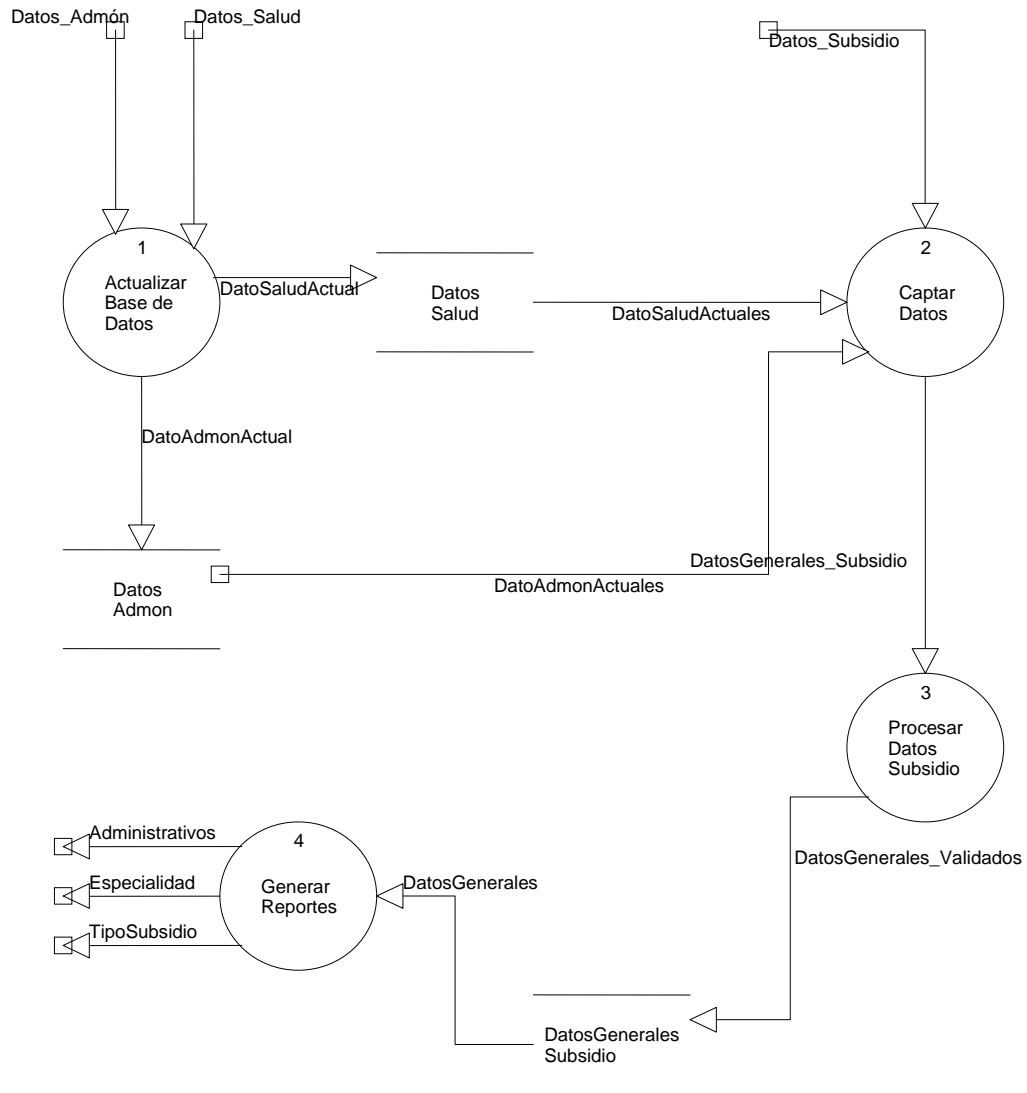 Datos_Admón
Datos_Salud
Datos_Subsidio
1
Actualizar
Base de
Datos
DatoSaludActual
Datos
Salud
DatoSaludActuales
2
Captar
Datos
DatoAdmonActual
Datos
Admon
DatoAdmonActuales
DatosGenerales_Subsidio
3
Procesar
Datos
Subsidio
DatosGenerales_Validados
Administrativos
Especialidad
TipoSubsidio
4
Generar
Reportes
DatosGenerales
DatosGenerales
Subsidio